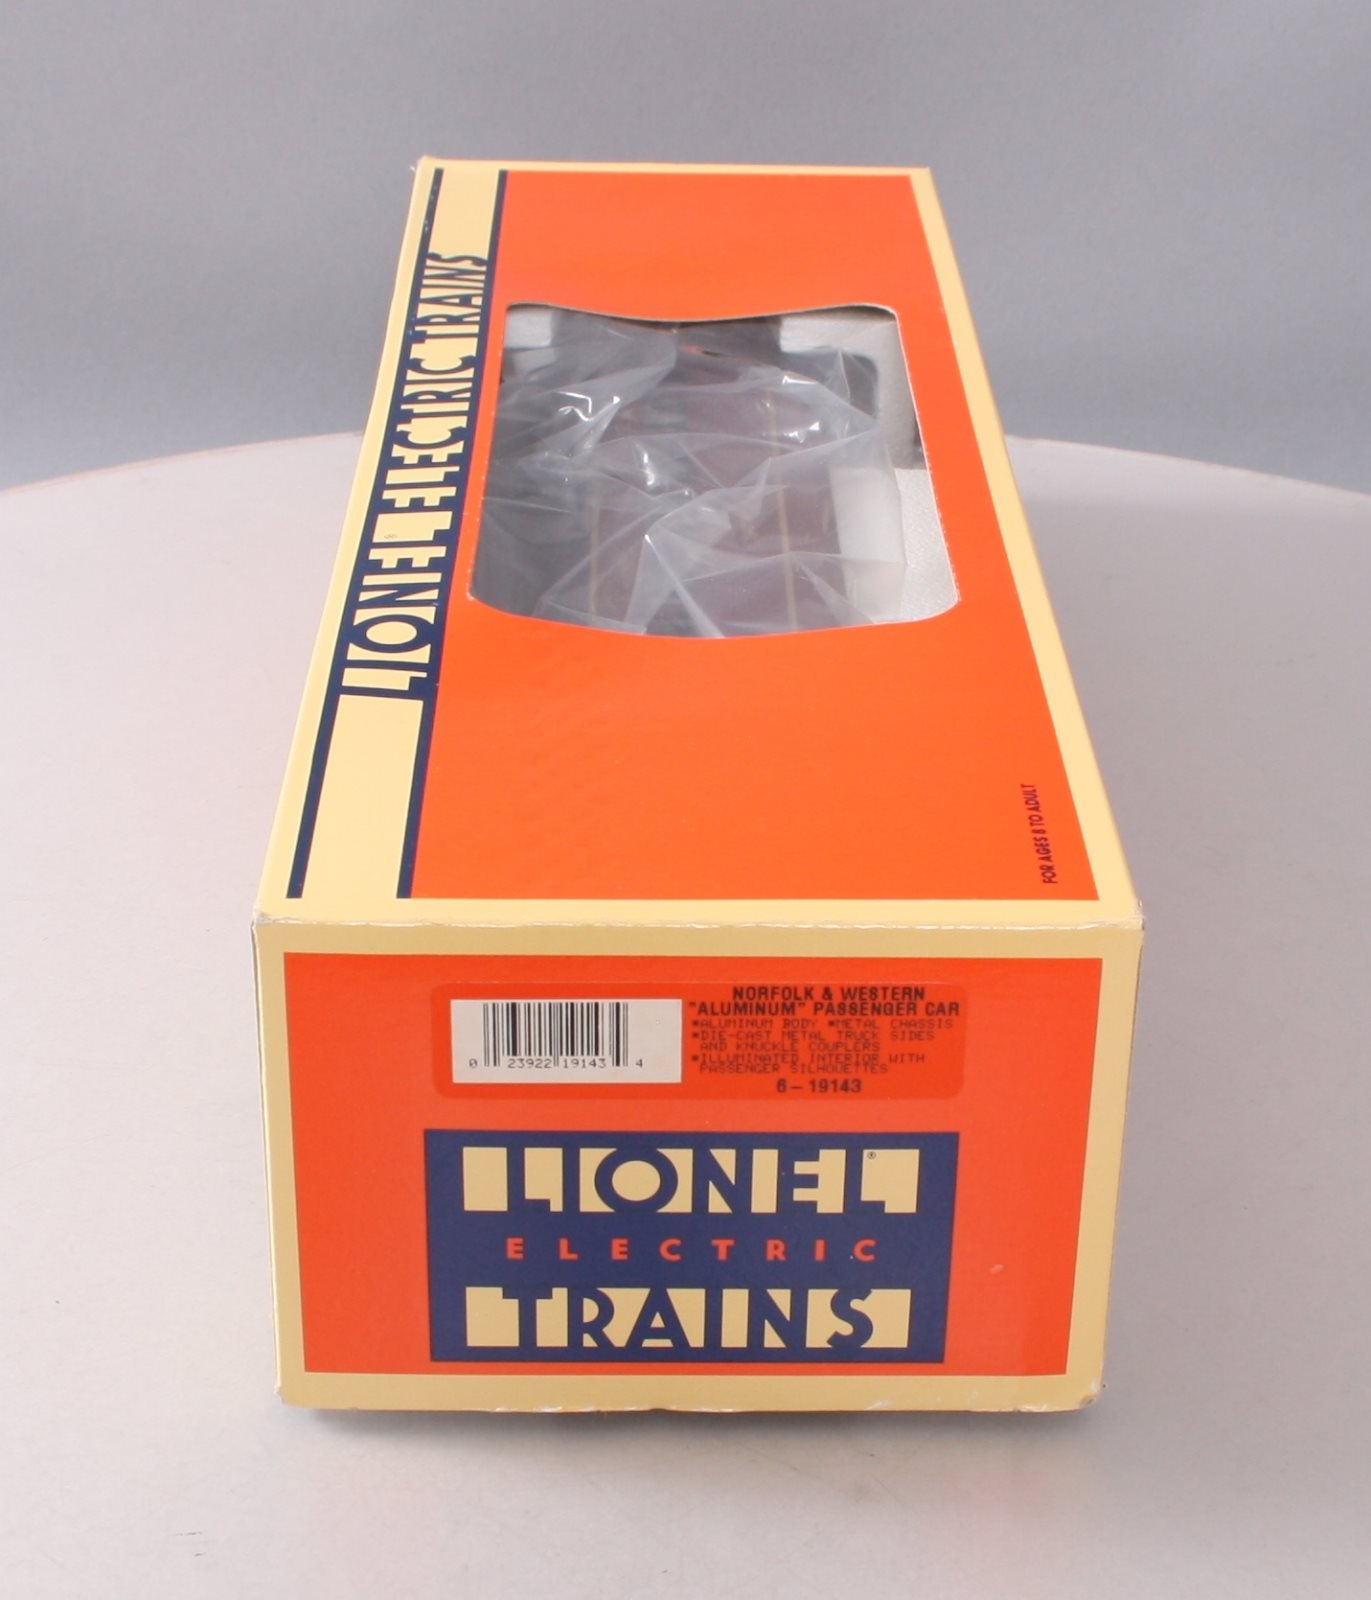 LIONEL® ELECTRIC TRAINS
FOR AGES 8 TO ADULT
NORFOLK & WESTERN
"ALUMINUM" PASSENGER CAR
*ALUMINUM BODY *METAL CHASSIS
*DIE-CAST METAL TRUCK SIDES
AND KNUCKLE COUPLERS
*ILLUMINATED INTERIOR WITH
PASSENGER SILHOUETTES
6-19143
0 23922 19143 4
LIONEL®
ELECTRIC
TRAINS